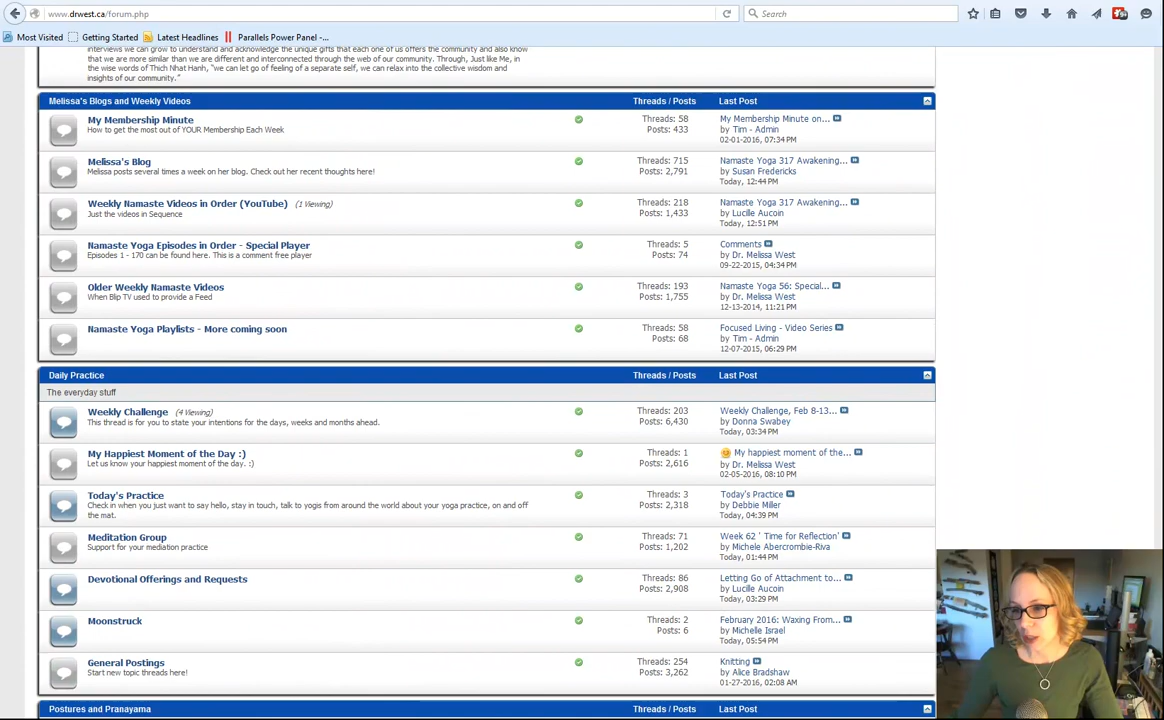 www.drwest.ca/forum.php
Search
Most Visited
Getting Started
Latest Headlines
Parallels Power Panel -...
interviews we can grow to understand and acknowledge the unique gifts that each one of us offers the community and also know
that we are more similar than we are different and interconnected through the web of our community. Through, Just like Me, in
the wise words of Thich Nhat Hanh, "we can let go of feeling of a separate self, we can relax into the collective wisdom and
insights of our community."
Melissa's Blogs and Weekly Videos Threads / Posts Last Post
My Membership Minute Threads: 58 My Membership Minute on...
How to get the most out of YOUR Membership Each Week Posts: 433 by Tim - Admin
02-01-2016, 07:34 PM
Melissa's Blog Threads: 715 Namaste Yoga 317 Awakening...
Melissa posts several times a week on her blog. Check out her recent thoughts here! Posts: 2,791 by Susan Fredericks
Today, 12:44 PM
Weekly Namaste Videos in Order (YouTube) (1 Viewing) Threads: 218 Namaste Yoga 317 Awakening...
Just the videos in Sequence Posts: 1,433 by Lucille Aucoin
Today, 12:51 PM
Namaste Yoga Episodes in Order - Special Player Threads: 5 Comments
Episodes 1 - 170 can be found here. This is a comment free player Posts: 74 by Dr. Melissa West
09-22-2015, 04:34 PM
Older Weekly Namaste Videos Threads: 193 Namaste Yoga 56: Special...
When Blip TV used to provide a Feed Posts: 1,755 by Dr. Melissa West
12-13-2014, 11:21 PM
Namaste Yoga Playlists - More coming soon Threads: 58 Focused Living - Video Series
Posts: 68 by Tim - Admin
12-07-2015, 06:29 PM
Daily Practice Threads / Posts Last Post
The everyday stuff
Weekly Challenge (4 Viewing) Threads: 203 Weekly Challenge, Feb 8-13...
This thread is for you to state your intentions for the days, weeks and months ahead. Posts: 6,430 by Donna Swabey
Today, 03:34 PM
My Happiest Moment of the Day :) Threads: 1 My happiest moment of the...
Let us know your happiest moment of the day. :) Posts: 2,616 by Dr. Melissa West
02-05-2016, 08:10 PM
Today's Practice Threads: 3 Today's Practice
Check in when you just want to say hello, stay in touch, talk to yogis from around the world about your yoga practice, on and off Posts: 2,318 by Debbie Miller
the mat. Today, 04:39 PM
Meditation Group Threads: 71 Week 62 ' Time for Reflection'
Support for your mediation practice Posts: 1,202 by Michele Abercrombie-Riva
Today, 01:44 PM
Devotional Offerings and Requests Threads: 86 Letting Go of Attachment to...
Posts: 2,908 by Lucille Aucoin
Today, 03:29 PM
Moonstruck Threads: 2 February 2016: Waxing From...
Posts: 6 by Michelle Israel
Today, 05:54 PM
General Postings Threads: 254 Knitting
Start new topic threads here! Posts: 3,262 by Alice Bradshaw
01-27-2016, 02:08 AM
Postures and Pranayama Threads / Posts Last Post